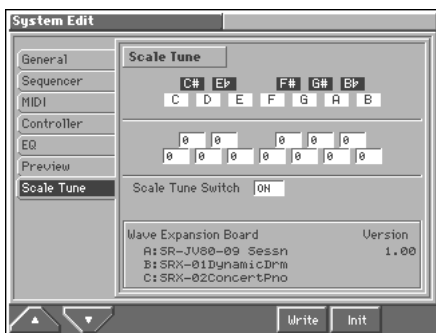 System Edit
General
Sequencer
MIDI
Controller
EQ
Preview
Scale Tune
Scale Tune
C# E♭ F# G# B♭
C D E F G A B
0 0 0 0 0
0 0 0 0 0 0 0
Scale Tune Switch ON
Wave Expansion Board Version
A:SR-JV80-09 Sessn 1.00
B:SRX-01DynamicDrm
C:SRX-02ConcertPno
Write Init